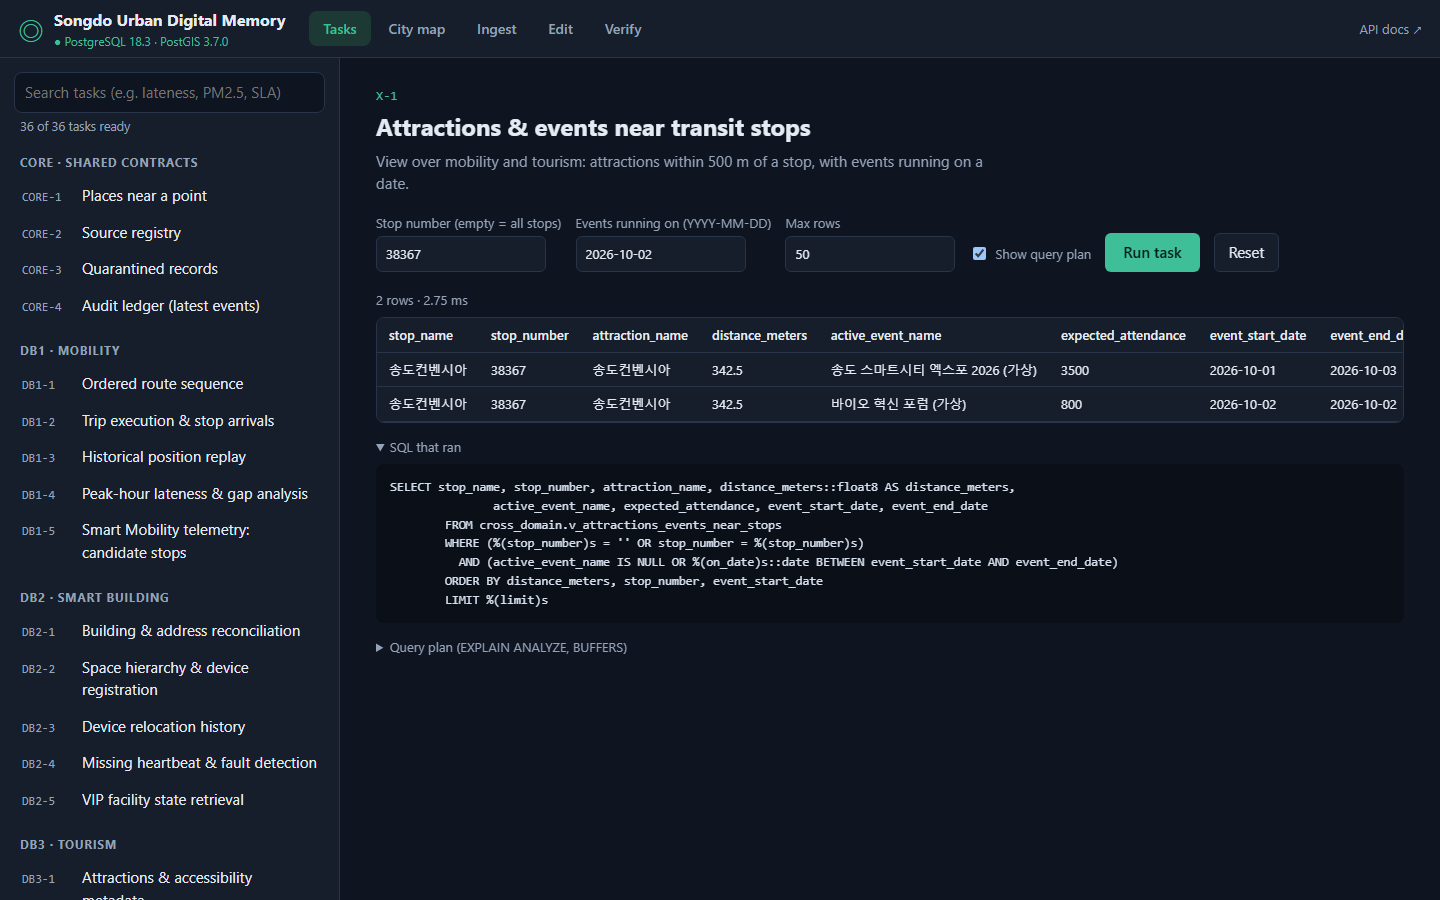 Songdo Urban Digital Memory
● PostgreSQL 18.3 · PostGIS 3.7.0
Tasks
City map
Ingest
Edit
Verify
API docs ↗
Search tasks (e.g. lateness, PM2.5, SLA)
36 of 36 tasks ready
CORE · SHARED CONTRACTS
CORE-1 Places near a point
CORE-2 Source registry
CORE-3 Quarantined records
CORE-4 Audit ledger (latest events)
DB1 · MOBILITY
DB1-1 Ordered route sequence
DB1-2 Trip execution & stop arrivals
DB1-3 Historical position replay
DB1-4 Peak-hour lateness & gap analysis
DB1-5 Smart Mobility telemetry:
candidate stops
DB2 · SMART BUILDING
DB2-1 Building & address reconciliation
DB2-2 Space hierarchy & device
registration
DB2-3 Device relocation history
DB2-4 Missing heartbeat & fault detection
DB2-5 VIP facility state retrieval
DB3 · TOURISM
DB3-1 Attractions & accessibility
metadata
X-1
Attractions & events near transit stops
View over mobility and tourism: attractions within 500 m of a stop, with events running on a
date.
Stop number (empty = all stops) Events running on (YYYY-MM-DD) Max rows
38367 2026-10-02 50 Show query plan Run task Reset
2 rows · 2.75 ms
stop_name stop_number attraction_name distance_meters active_event_name expected_attendance event_start_date event_end_d
송도컨벤시아 38367 송도컨벤시아 342.5 송도 스마트시티 엑스포 2026 (가상) 3500 2026-10-01 2026-10-03
송도컨벤시아 38367 송도컨벤시아 342.5 바이오 혁신 포럼 (가상) 800 2026-10-02 2026-10-02
▼ SQL that ran
SELECT stop_name, stop_number, attraction_name, distance_meters::float8 AS distance_meters,
active_event_name, expected_attendance, event_start_date, event_end_date
FROM cross_domain.v_attractions_events_near_stops
WHERE (%(stop_number)s = '' OR stop_number = %(stop_number)s)
AND (active_event_name IS NULL OR %(on_date)s::date BETWEEN event_start_date AND event_end_date)
ORDER BY distance_meters, stop_number, event_start_date
LIMIT %(limit)s
▶ Query plan (EXPLAIN ANALYZE, BUFFERS)